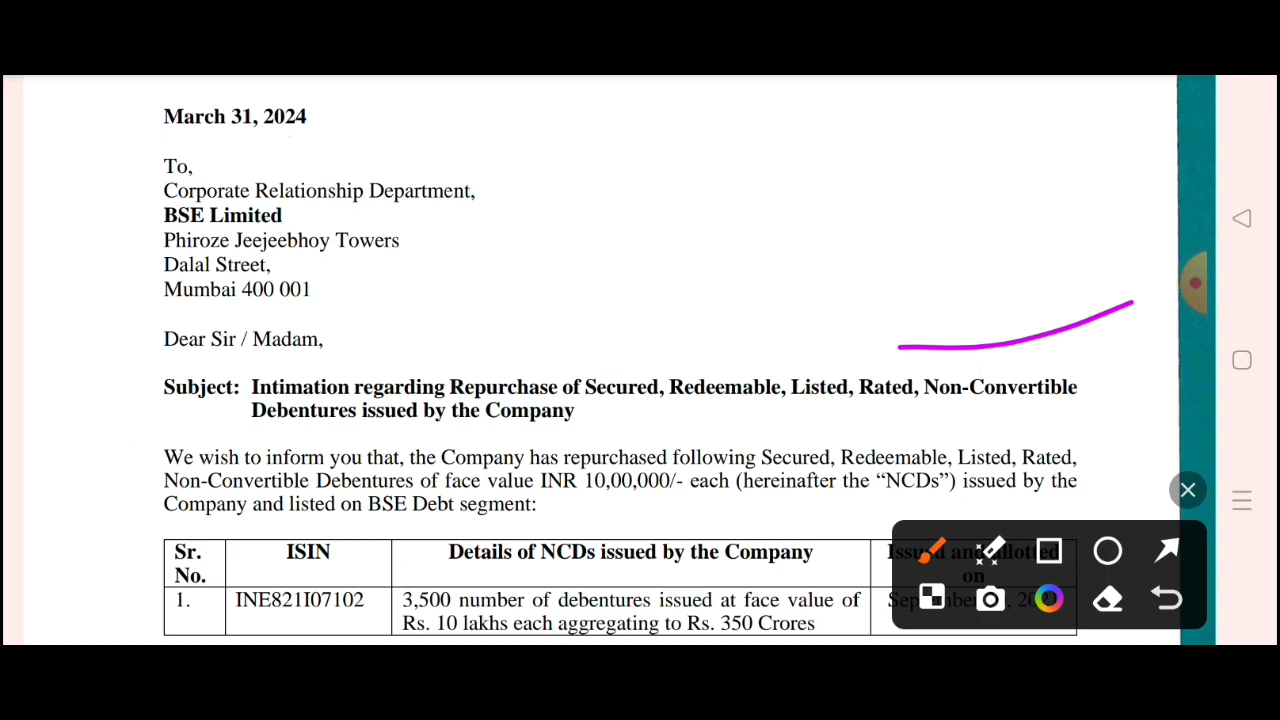 March 31, 2024
To,
Corporate Relationship Department,
BSE Limited
Phiroze Jeejeebhoy Towers
Dalal Street,
Mumbai 400 001
Dear Sir / Madam,
Subject: Intimation regarding Repurchase of Secured, Redeemable, Listed, Rated, Non-Convertible
Debentures issued by the Company
We wish to inform you that, the Company has repurchased following Secured, Redeemable, Listed, Rated,
Non-Convertible Debentures of face value INR 10,00,000/- each (hereinafter the “NCDs”) issued by the
Company and listed on BSE Debt segment:
Sr. No. ISIN Details of NCDs issued by the Company Issued and allotted on
1. INE821I07102 3,500 number of debentures issued at face value of
Rs. 10 lakhs each aggregating to Rs. 350 Crores